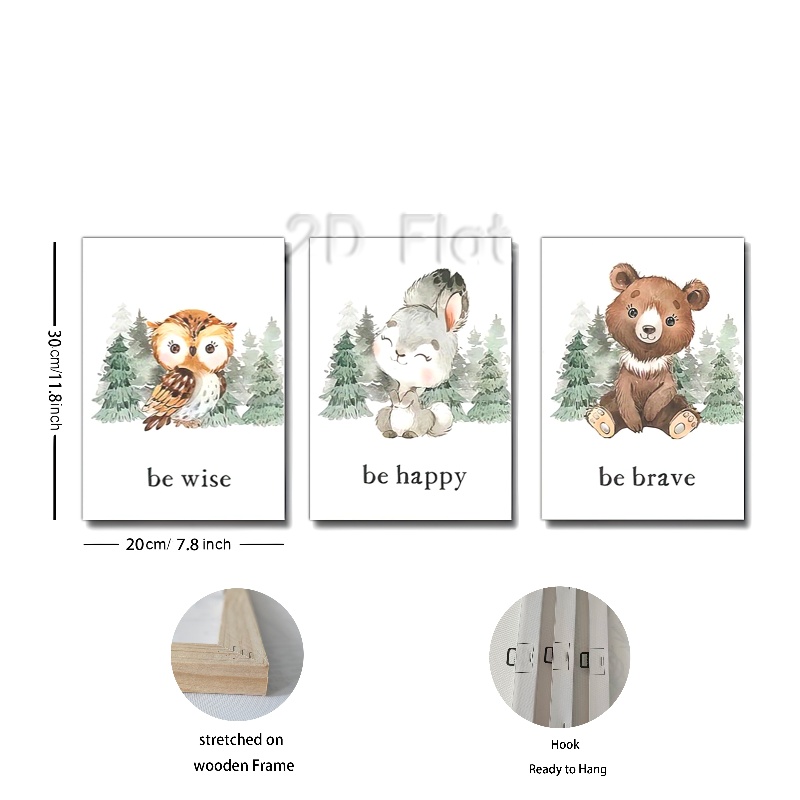 2D Flat
30cm/11.8inch
be wise
be happy
be brave
20cm/ 7.8 inch
stretched on
wooden Frame
Hook
Ready to Hang